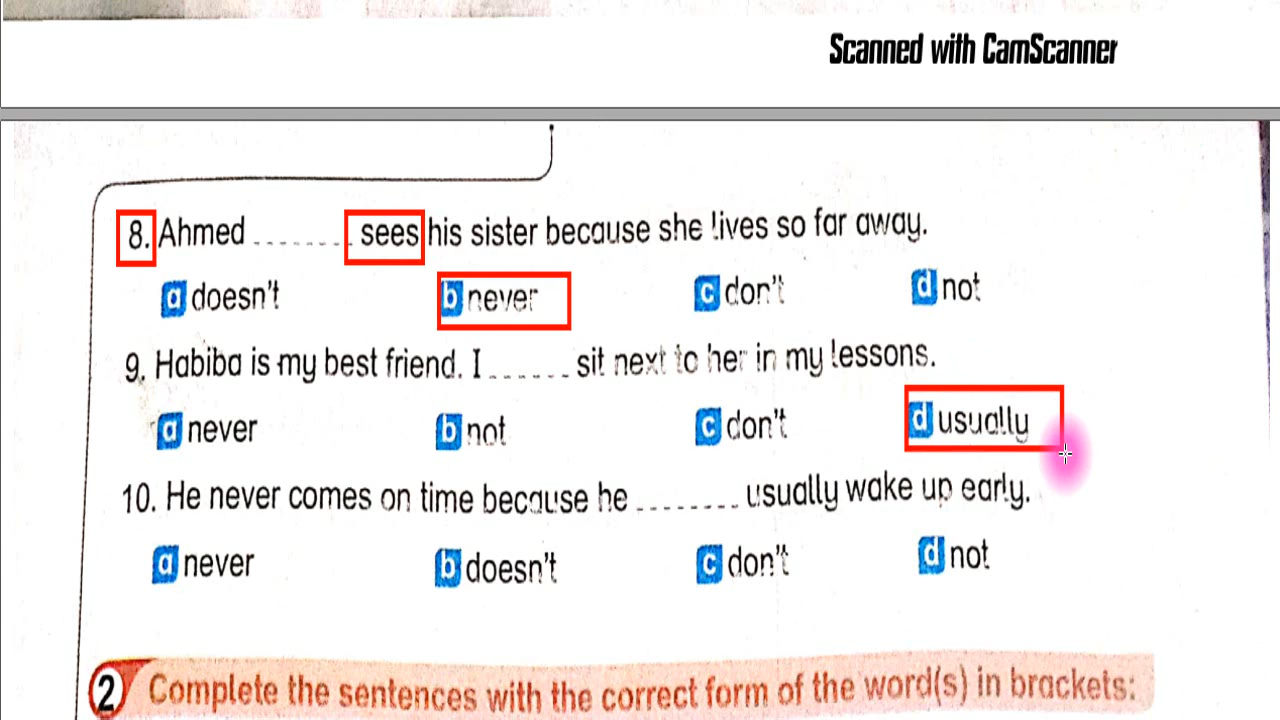 Scanned with CamScanner
8. Ahmed ........ sees his sister because she lives so far away.
a doesn't b never c don't d not
9. Habiba is my best friend. I ...... sit next to her in my lessons.
a never b not c don't d usually
10. He never comes on time because he ........ usually wake up early.
a never b doesn't c don't d not
2 Complete the sentences with the correct form of the word(s) in brackets: